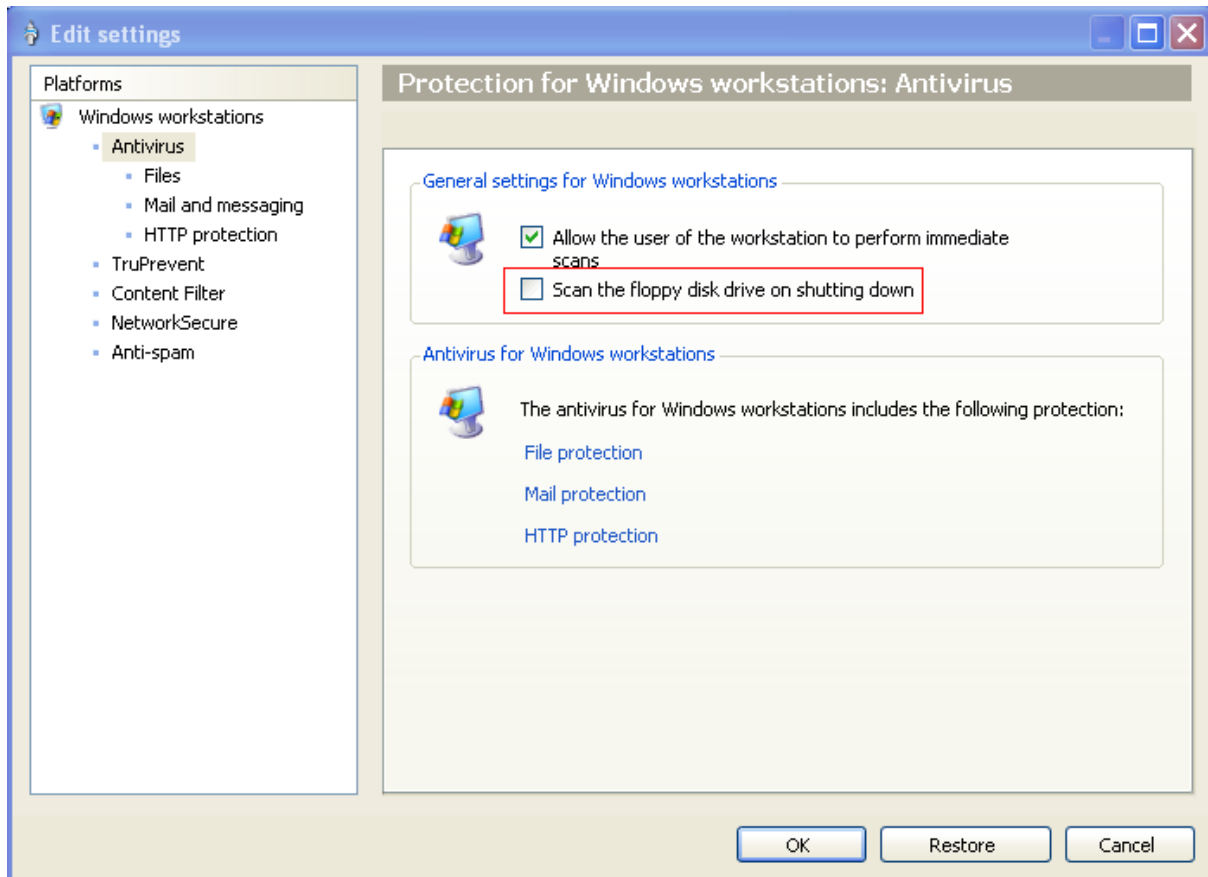 Edit settings
Platforms
Windows workstations
Antivirus
Files
Mail and messaging
HTTP protection
TruPrevent
Content Filter
NetworkSecure
Anti-spam
Protection for Windows workstations: Antivirus
General settings for Windows workstations
Allow the user of the workstation to perform immediate
scans
Scan the floppy disk drive on shutting down
Antivirus for Windows workstations
The antivirus for Windows workstations includes the following protection:
File protection
Mail protection
HTTP protection
OK
Restore
Cancel